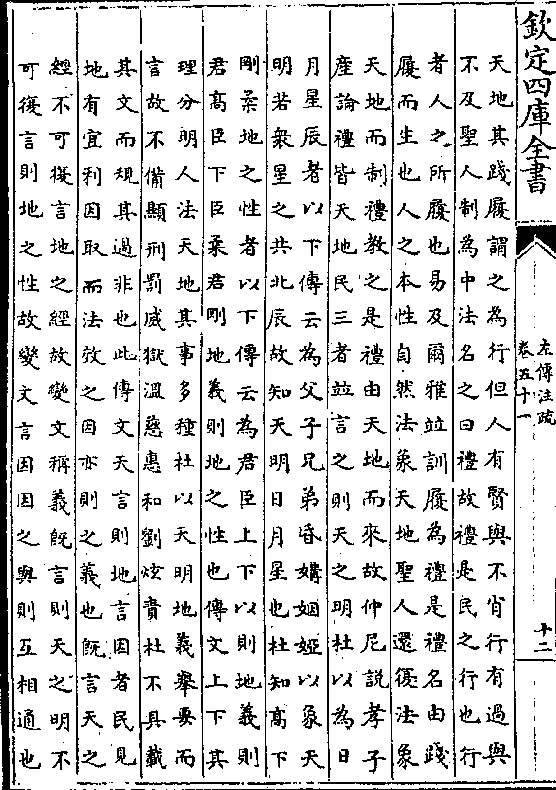 欽定四庫全書
左傳注疏
卷五十一
十二
天地其踐履謂之為行但人有賢與不肖行有過與
不及聖人制為中法名之曰禮故禮是民之行也行
者人之所履也易及爾雅並訓履為禮是禮名由踐
履而生也人之本性自然法象天地聖人還復法象
天地而制禮教之是禮由天地而來故仲尼說孝子
產論禮皆天地民三者並言之則天之明杜以為日
月星辰者以下傳云為父子兄弟昏媾姻婭以象天
明若衆星之共北辰故知天明日月星也杜知髙下
剛柔地之性者以下傳云為君臣上下以則地義則
君髙臣下臣柔君剛地義則地之性也傳文上下其
理分明人法天地其事多種杜以天明地義舉要而
言故不備顯刑罰威獄温慈惠和劉炫責杜不具載
其文而規其過非也此傳文天言則地言因者民見
地有宜利因取而法效之因亦則之義也既言天之
經不可復言地之經故變文稱義既言則天之明不
可復言則地之性故變文言因因之與則互相通也